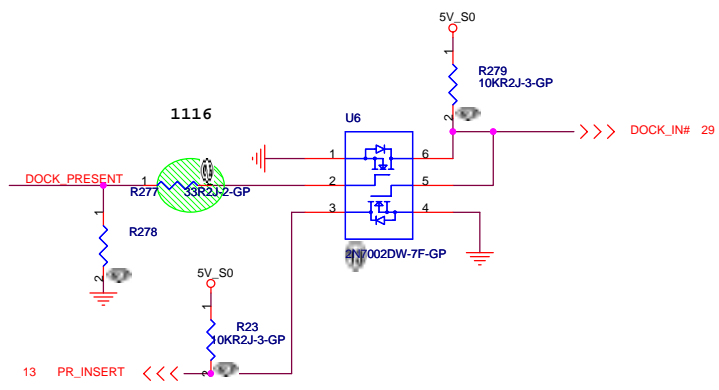 5V_S0
1
R279
10KR2J-3-GP
2
1116
U6
1 6
DOCK_IN# 29
DOCK_PRESENT
1
R277
33R2J-2-GP
2 5
3 4
1
R278
2
2N7002DW-7F-GP
5V_S0
1
R23
10KR2J-3-GP
2
13 PR_INSERT